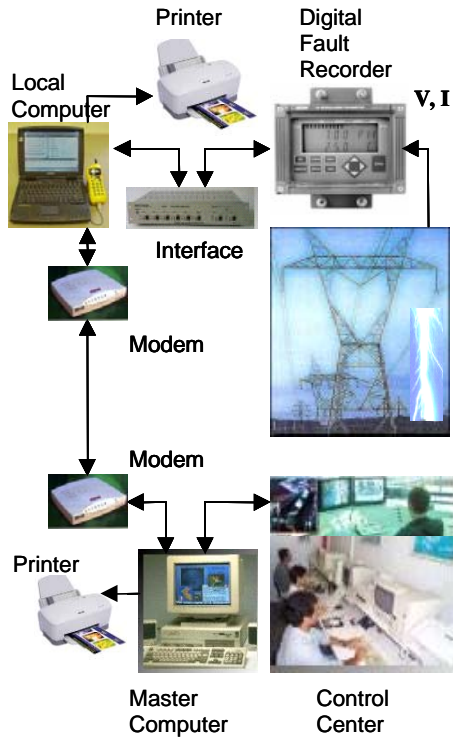 Printer
Digital
Fault
Recorder
Local
Computer
V, I
Interface
Modem
Modem
Printer
Master
Computer
Control
Center